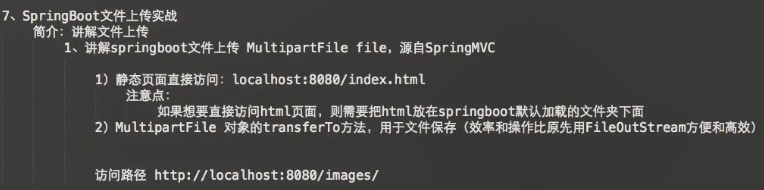 7、SpringBoot文件上传实战
简介：讲解文件上传
1、讲解springboot文件上传 MultipartFile file，源自SpringMVC
1）静态页面直接访问：localhost:8080/index.html
注意点：
如果想要直接访问html页面，则需要把html放在springboot默认加载的文件夹下面
2）MultipartFile 对象的transferTo方法，用于文件保存（效率和操作比原先用FileOutStream方便和高效）
访问路径 http://localhost:8080/images/